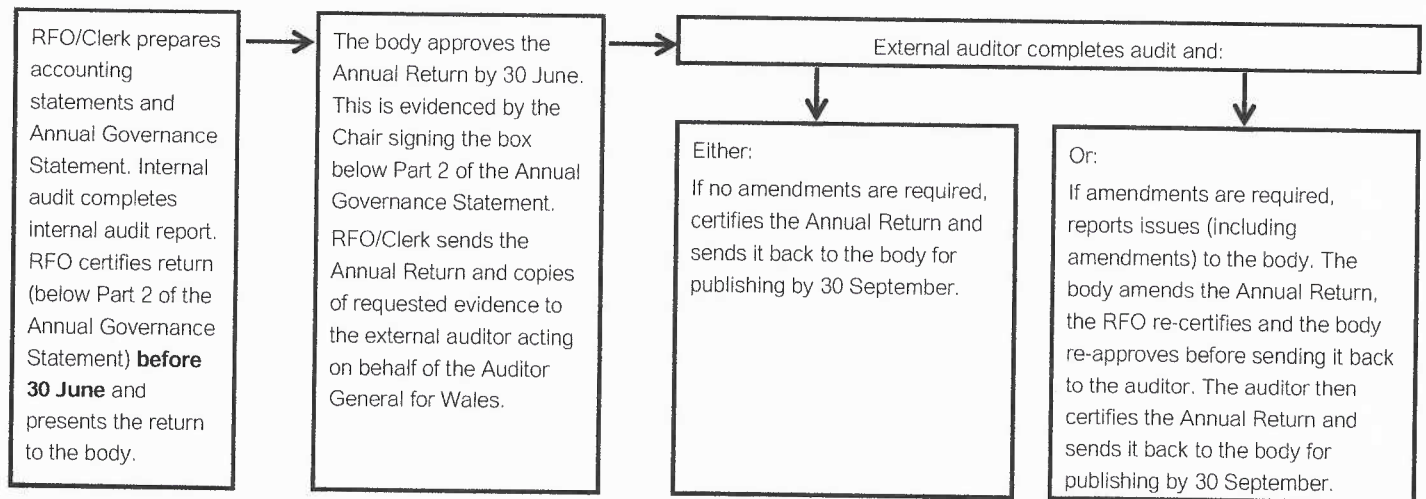 RFO/Clerk prepares
accounting
statements and
Annual Governance
Statement. Internal
audit completes
internal audit report.
RFO certifies return
(below Part 2 of the
Annual Governance
Statement) before
30 June and
presents the return
to the body.
The body approves the
Annual Return by 30 June.
This is evidenced by the
Chair signing the box
below Part 2 of the Annual
Governance Statement.
RFO/Clerk sends the
Annual Return and copies
of requested evidence to
the external auditor acting
on behalf of the Auditor
General for Wales.
External auditor completes audit and:
Either:
If no amendments are required,
certifies the Annual Return and
sends it back to the body for
publishing by 30 September.
Or:
If amendments are required,
reports issues (including
amendments) to the body. The
body amends the Annual Return,
the RFO re-certifies and the body
re-approves before sending it back
to the auditor. The auditor then
certifies the Annual Return and
sends it back to the body for
publishing by 30 September.